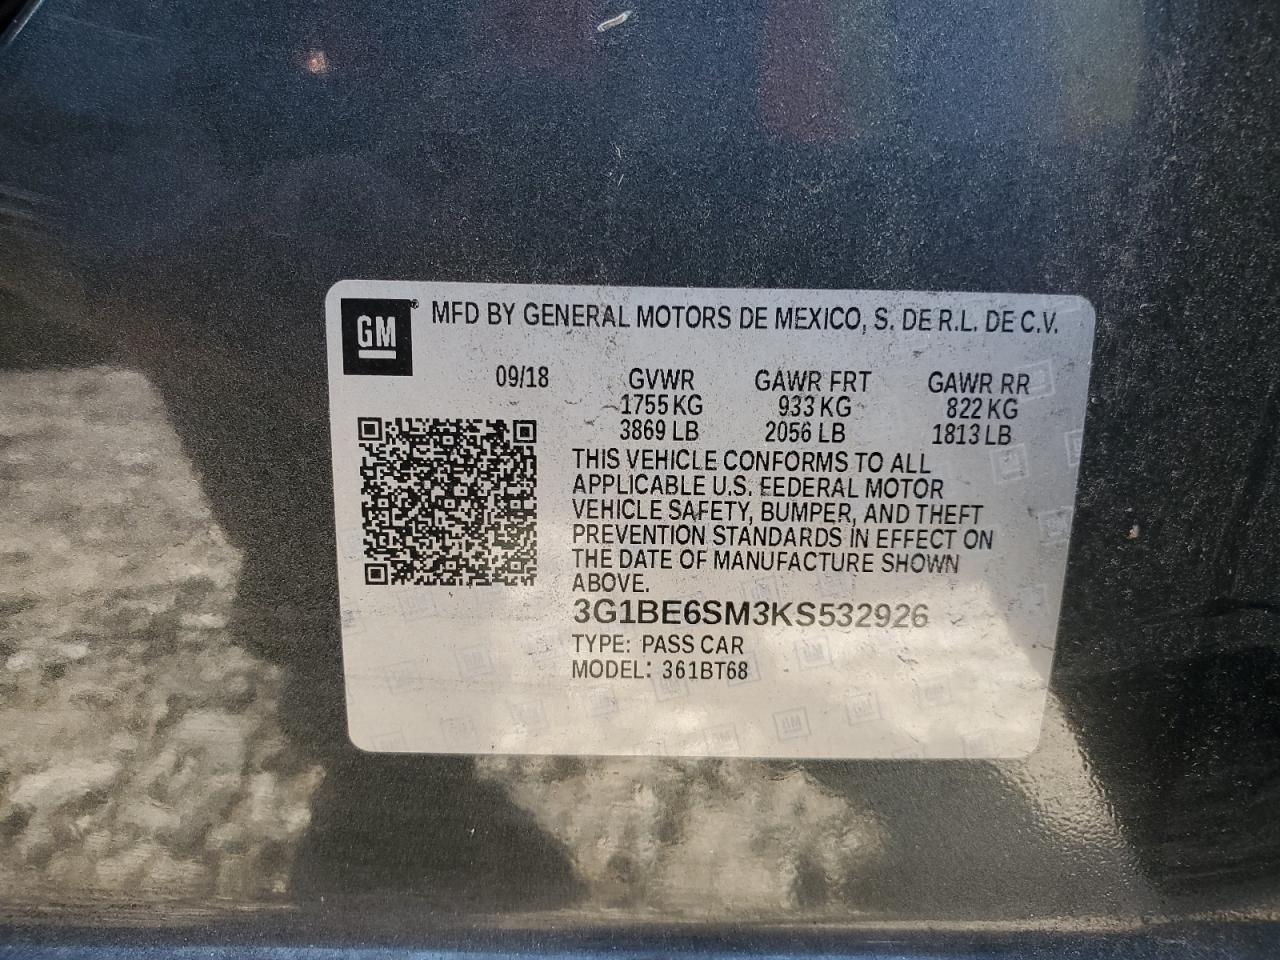 GM® MFD BY GENERAL MOTORS DE MEXICO, S. DE R.L. DE C.V.
09/18 GVWR GAWR FRT GAWR RR
1755 KG 933 KG 822 KG
3869 LB 2056 LB 1813 LB
THIS VEHICLE CONFORMS TO ALL
APPLICABLE U.S. FEDERAL MOTOR
VEHICLE SAFETY, BUMPER, AND THEFT
PREVENTION STANDARDS IN EFFECT ON
THE DATE OF MANUFACTURE SHOWN
ABOVE.
3G1BE6SM3KS532926
TYPE: PASS CAR
MODEL: 361BT68